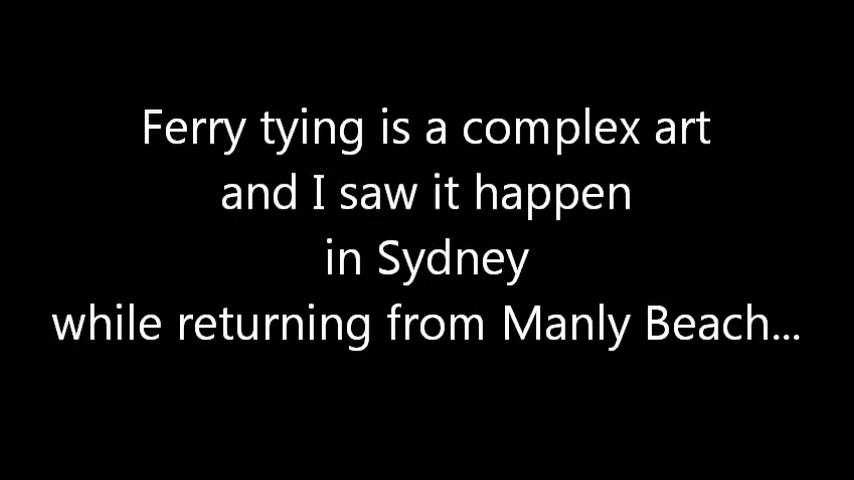 Ferry tying is a complex art
and I saw it happen
in Sydney
while returning from Manly Beach...